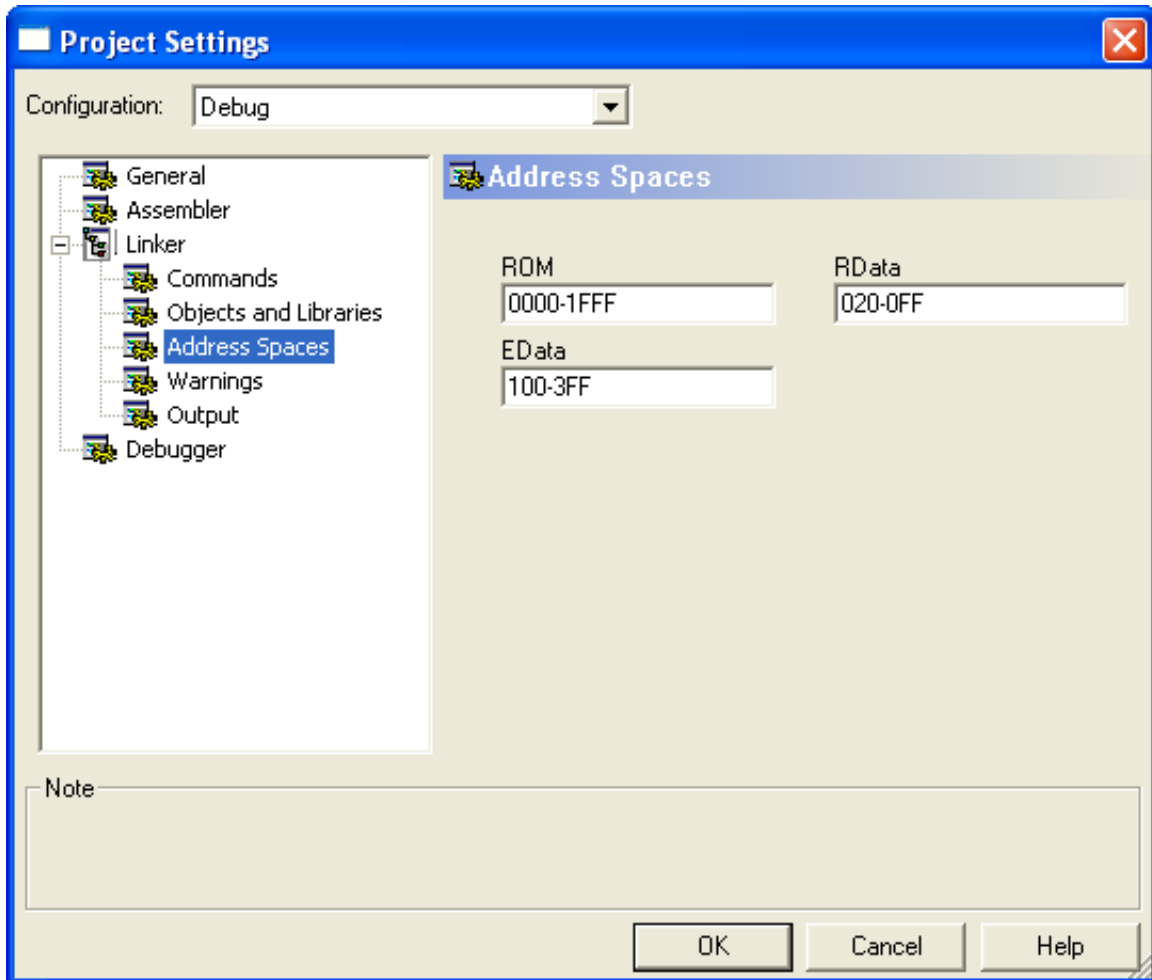 Project Settings
Configuration: Debug
General
Assembler
Linker
Commands
Objects and Libraries
Address Spaces
Warnings
Output
Debugger
Address Spaces
ROM RData
0000-1FFF 020-0FF
EData
100-3FF
Note
OK Cancel Help